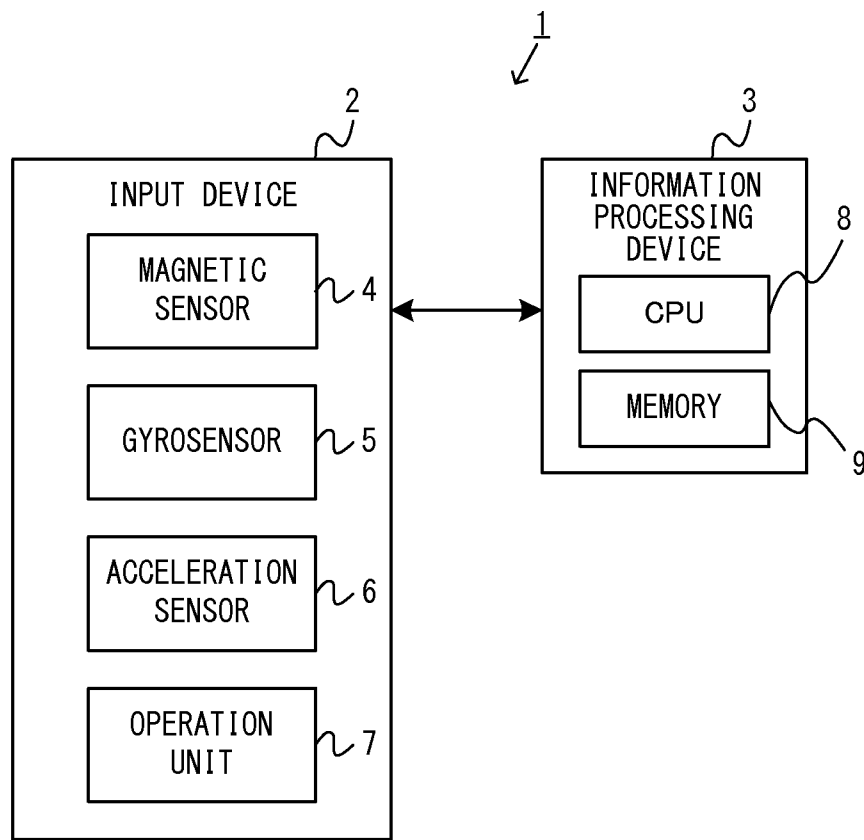 1
2
3
INPUT DEVICE
INFORMATION
PROCESSING
DEVICE
8
MAGNETIC
SENSOR
4
CPU
GYROSENSOR
5
MEMORY
9
ACCELERATION
SENSOR
6
OPERATION
UNIT
7